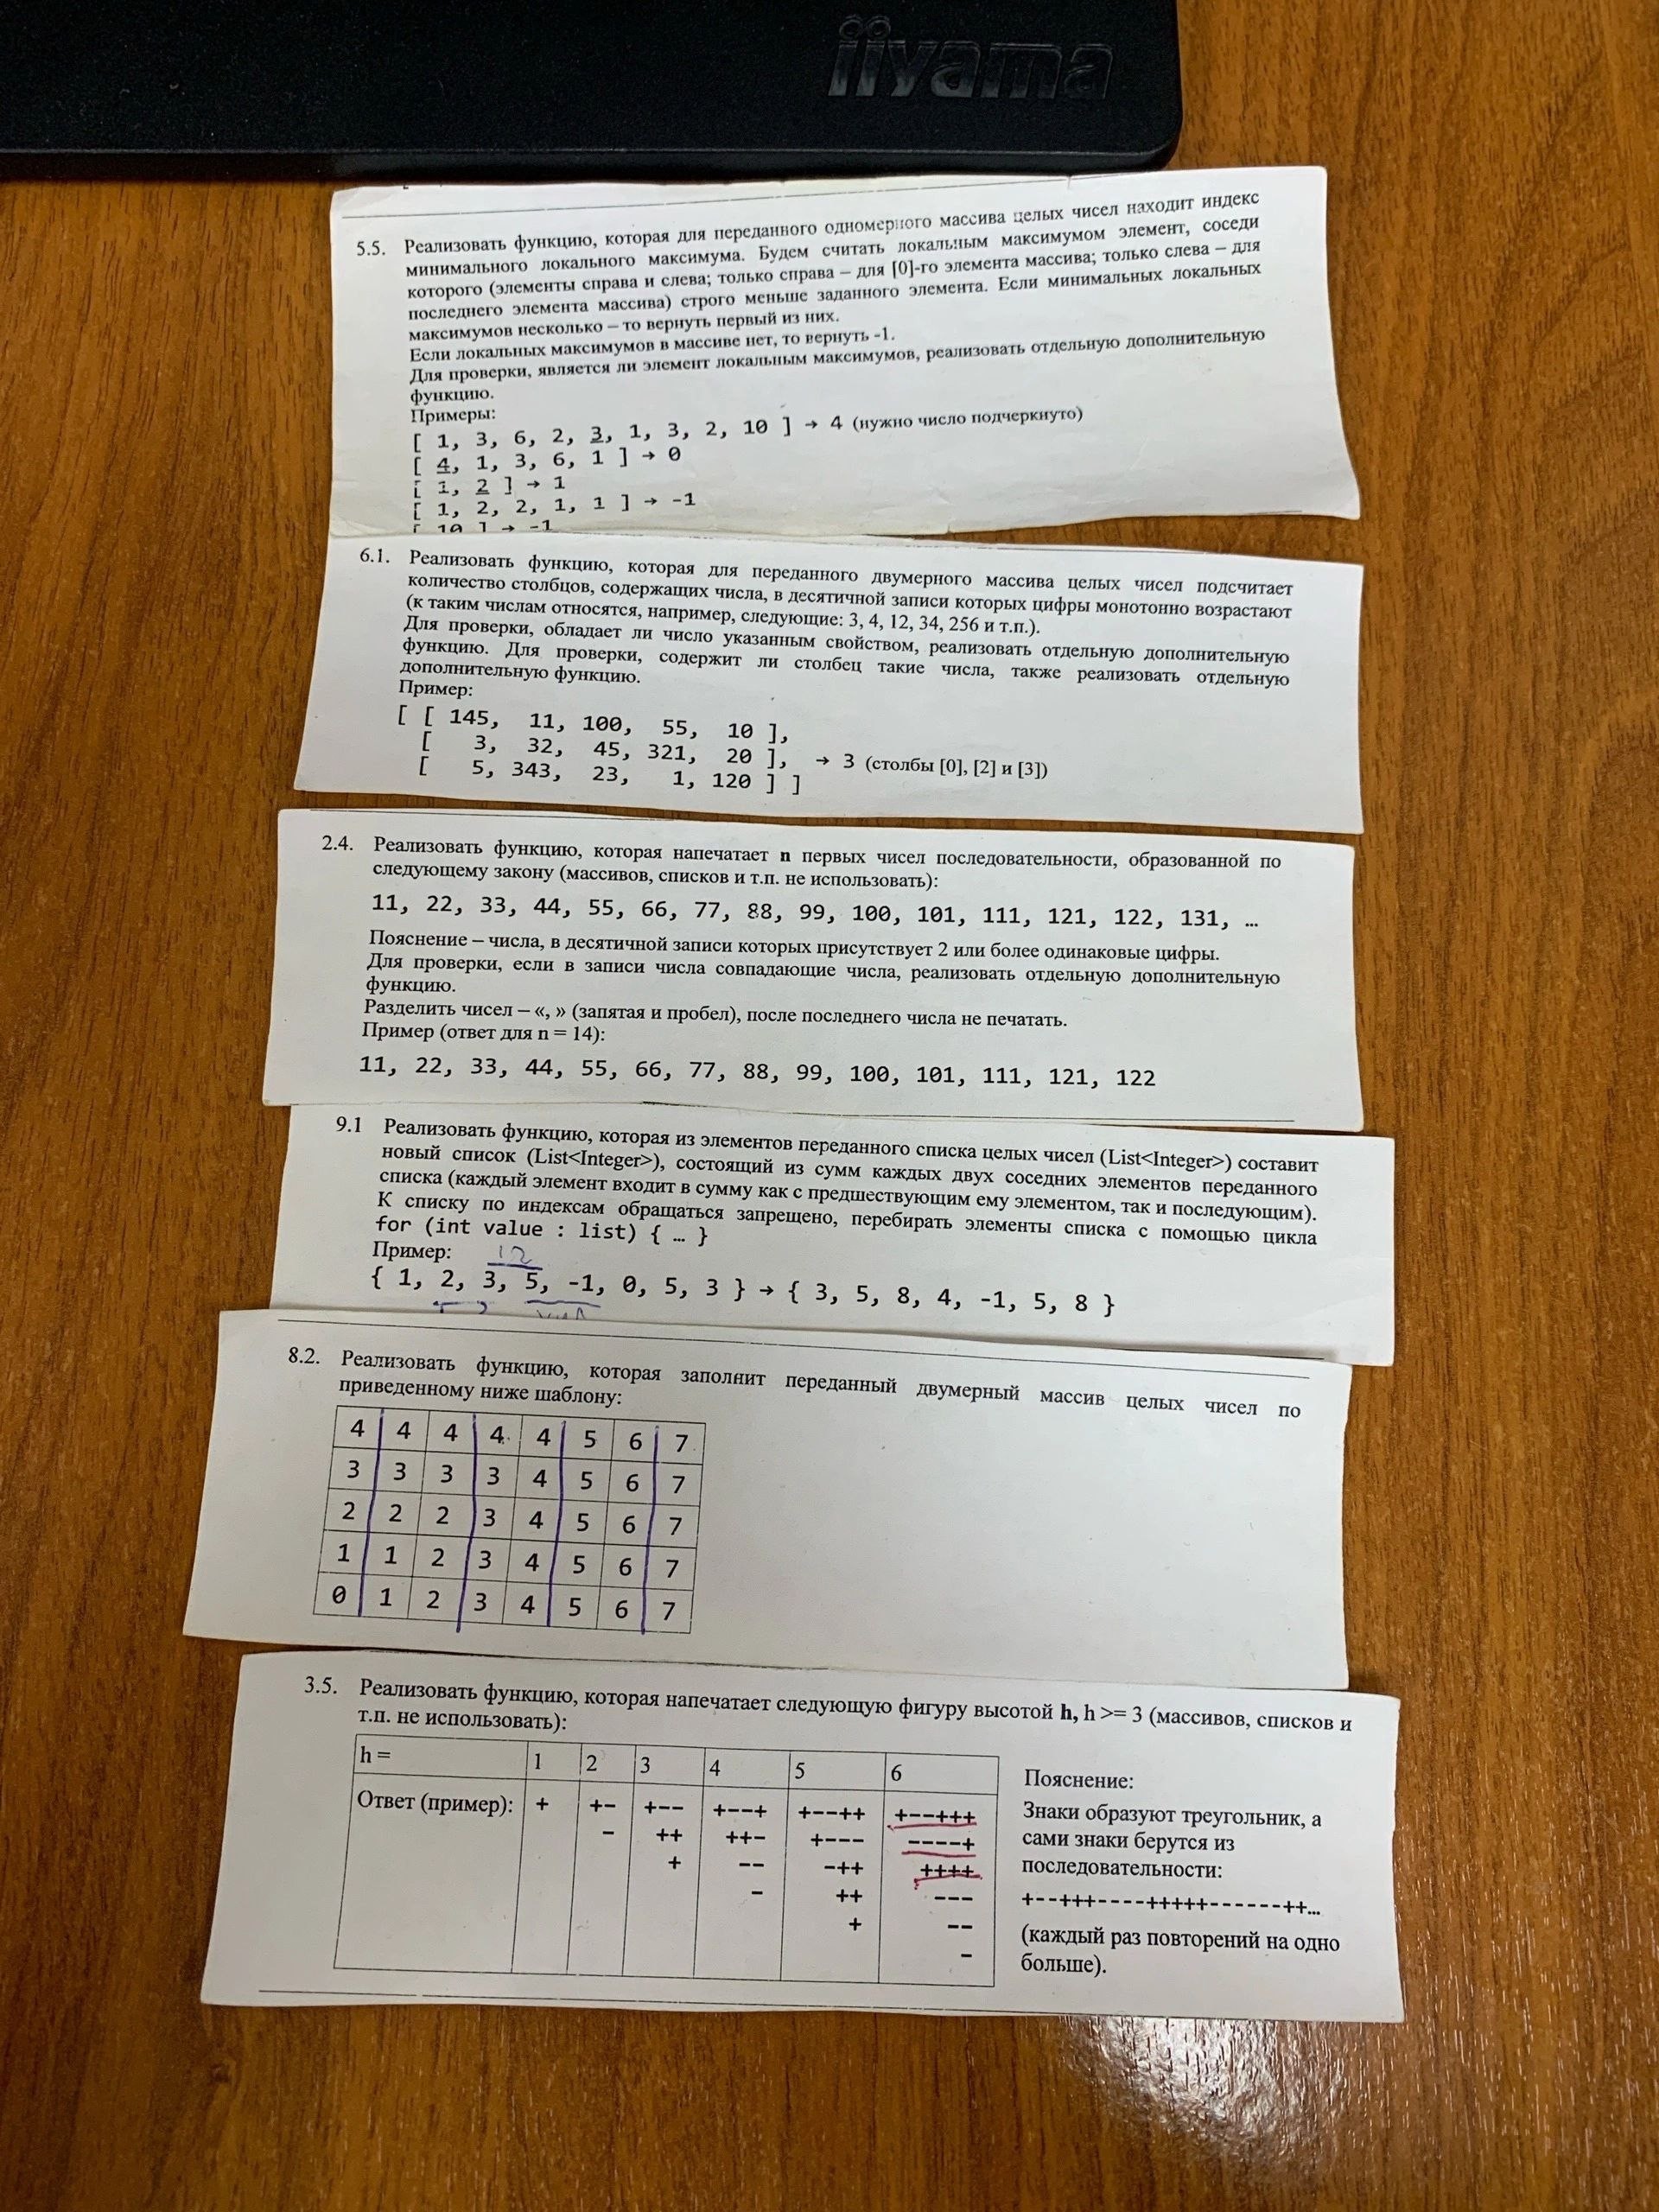 iiyama
5.5. Реализовать функцию, которая для переданного одномерного массива целых чисел находит индекс
минимального локального максимума. Будем считать локальным максимумом элемент, соседи
которого (элементы справа и слева; только справа – для [0]-го элемента массива; только слева – для
последнего элемента массива) строго меньше заданного элемента. Если минимальных локальных
максимумов несколько – то вернуть первый из них.
Если локальных максимумов в массиве нет, то вернуть -1.
Для проверки, является ли элемент локальным максимумов, реализовать отдельную дополнительную
функцию.
Примеры:
[ 1, 3, 6, 2, 3, 1, 3, 2, 10 ] → 4 (нужно число подчеркнуто)
[ 4, 1, 3, 6, 1 ] → 0
[ 1, 2 ] → 1
[ 1, 2, 2, 1, 1 ] → -1
[ 10 ] → -1
6.1. Реализовать функцию, которая для переданного двумерного массива целых чисел подсчитает
количество столбцов, содержащих числа, в десятичной записи которых цифры монотонно возрастают
(к таким числам относятся, например, следующие: 3, 4, 12, 34, 256 и т.п.).
Для проверки, обладает ли число указанным свойством, реализовать отдельную дополнительную
функцию. Для проверки, содержит ли столбец такие числа, также реализовать отдельную
дополнительную функцию.
Пример:
[ [ 145, 11, 100, 55, 10 ],
[ 3, 32, 45, 321, 20 ], → 3 (столбы [0], [2] и [3])
[ 5, 343, 23, 1, 120 ] ]
2.4. Реализовать функцию, которая напечатает n первых чисел последовательности, образованной по
следующему закону (массивов, списков и т.п. не использовать):
11, 22, 33, 44, 55, 66, 77, 88, 99, 100, 101, 111, 121, 122, 131, …
Пояснение – числа, в десятичной записи которых присутствует 2 или более одинаковые цифры.
Для проверки, если в записи числа совпадающие числа, реализовать отдельную дополнительную
функцию.
Разделить чисел – «, » (запятая и пробел), после последнего числа не печатать.
Пример (ответ для n = 14):
11, 22, 33, 44, 55, 66, 77, 88, 99, 100, 101, 111, 121, 122
9.1 Реализовать функцию, которая из элементов переданного списка целых чисел (List<Integer>) составит
новый список (List<Integer>), состоящий из сумм каждых двух соседних элементов переданного
списка (каждый элемент входит в сумму как с предшествующим ему элементом, так и последующим).
К списку по индексам обращаться запрещено, перебирать элементы списка с помощью цикла
for (int value : list) { … }
Пример: 12
{ 1, 2, 3, 5, -1, 0, 5, 3 } → { 3, 5, 8, 4, -1, 5, 8 }
8.2. Реализовать функцию, которая заполнит переданный двумерный массив целых чисел по
приведенному ниже шаблону:
4 4 4 4 4 5 6 7
3 3 3 3 4 5 6 7
2 2 2 3 4 5 6 7
1 1 2 3 4 5 6 7
0 1 2 3 4 5 6 7
3.5. Реализовать функцию, которая напечатает следующую фигуру высотой h, h >= 3 (массивов, списков и
т.п. не использовать):
h = 1 2 3 4 5 6
Ответ (пример): + +- +-- +--+ +--++ +--+++
- ++ ++- +--- ----+
+ -- -++ ++++
- ++ ---
+ --
-
Пояснение:
Знаки образуют треугольник, а
сами знаки берутся из
последовательности:
+--+++----+++++------++…
(каждый раз повторений на одно
больше).